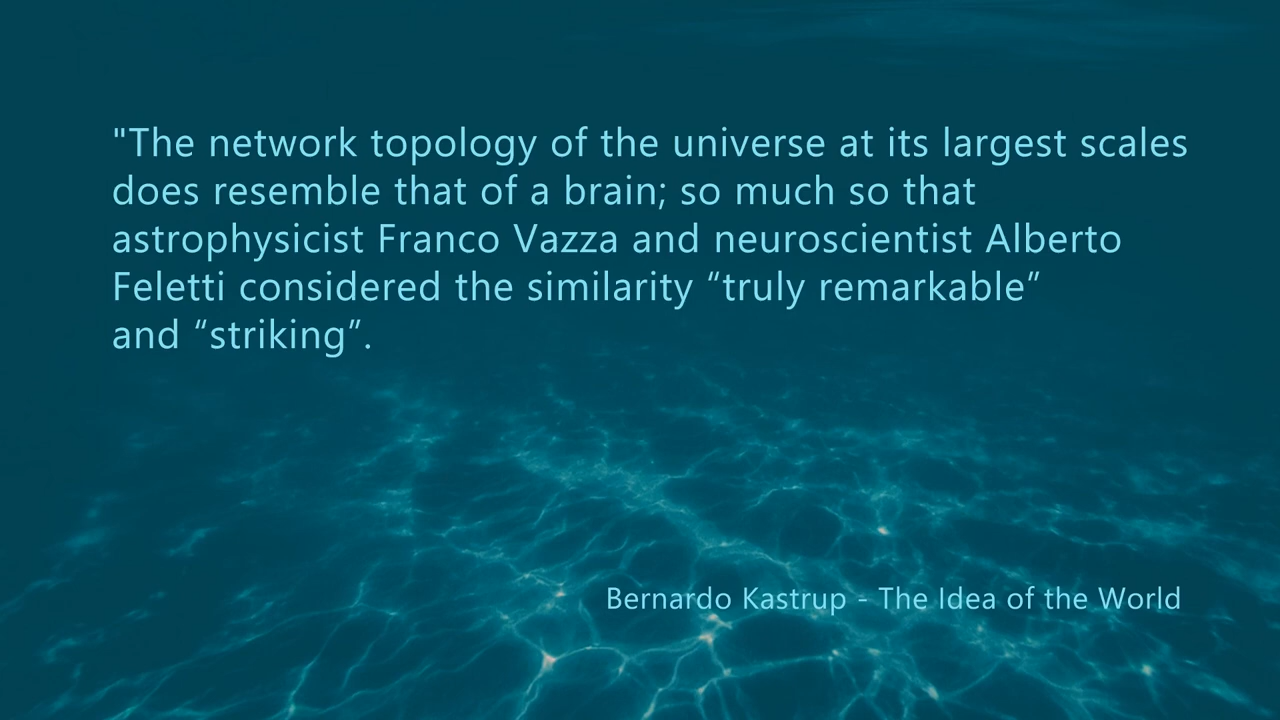 "The network topology of the universe at its largest scales
does resemble that of a brain; so much so that
astrophysicist Franco Vazza and neuroscientist Alberto
Feletti considered the similarity “truly remarkable”
and “striking”.
Bernardo Kastrup - The Idea of the World